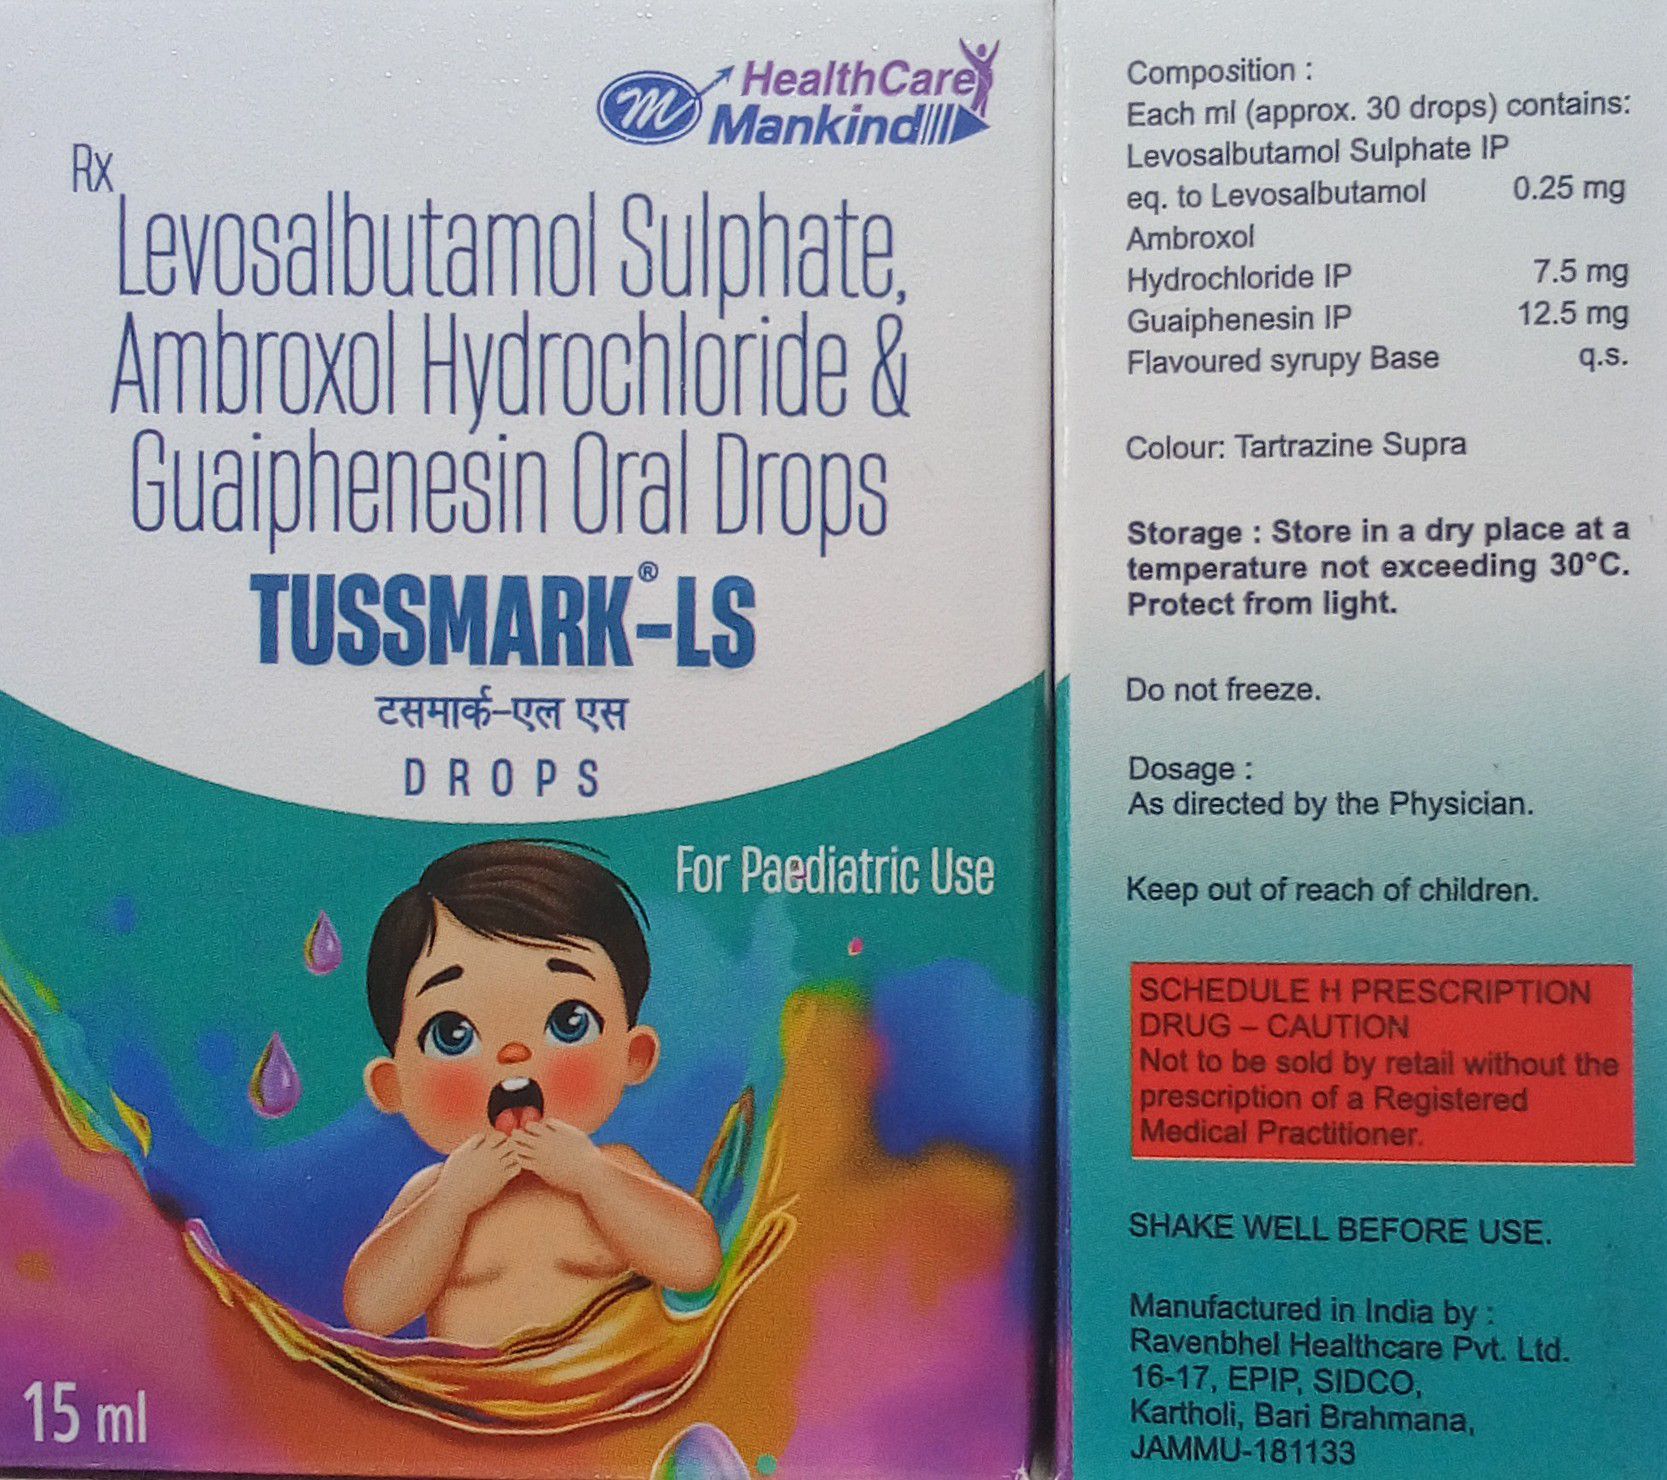 HealthCare
Mankind
Rx
Levosalbutamol Sulphate,
Ambroxol Hydrochloride &
Guaiphenesin Oral Drops
TUSSMARK®-LS
टसमार्क-एल एस
DROPS
For Paediatric Use
15 ml
Composition :
Each ml (approx. 30 drops) contains:
Levosalbutamol Sulphate IP
eq. to Levosalbutamol 0.25 mg
Ambroxol
Hydrochloride IP 7.5 mg
Guaiphenesin IP 12.5 mg
Flavoured syrupy Base q.s.
Colour: Tartrazine Supra
Storage : Store in a dry place at a
temperature not exceeding 30°C.
Protect from light.
Do not freeze.
Dosage :
As directed by the Physician.
Keep out of reach of children.
SCHEDULE H PRESCRIPTION
DRUG – CAUTION
Not to be sold by retail without the
prescription of a Registered
Medical Practitioner.
SHAKE WELL BEFORE USE.
Manufactured in India by :
Ravenbhel Healthcare Pvt. Ltd.
16-17, EPIP, SIDCO,
Kartholi, Bari Brahmana,
JAMMU-181133